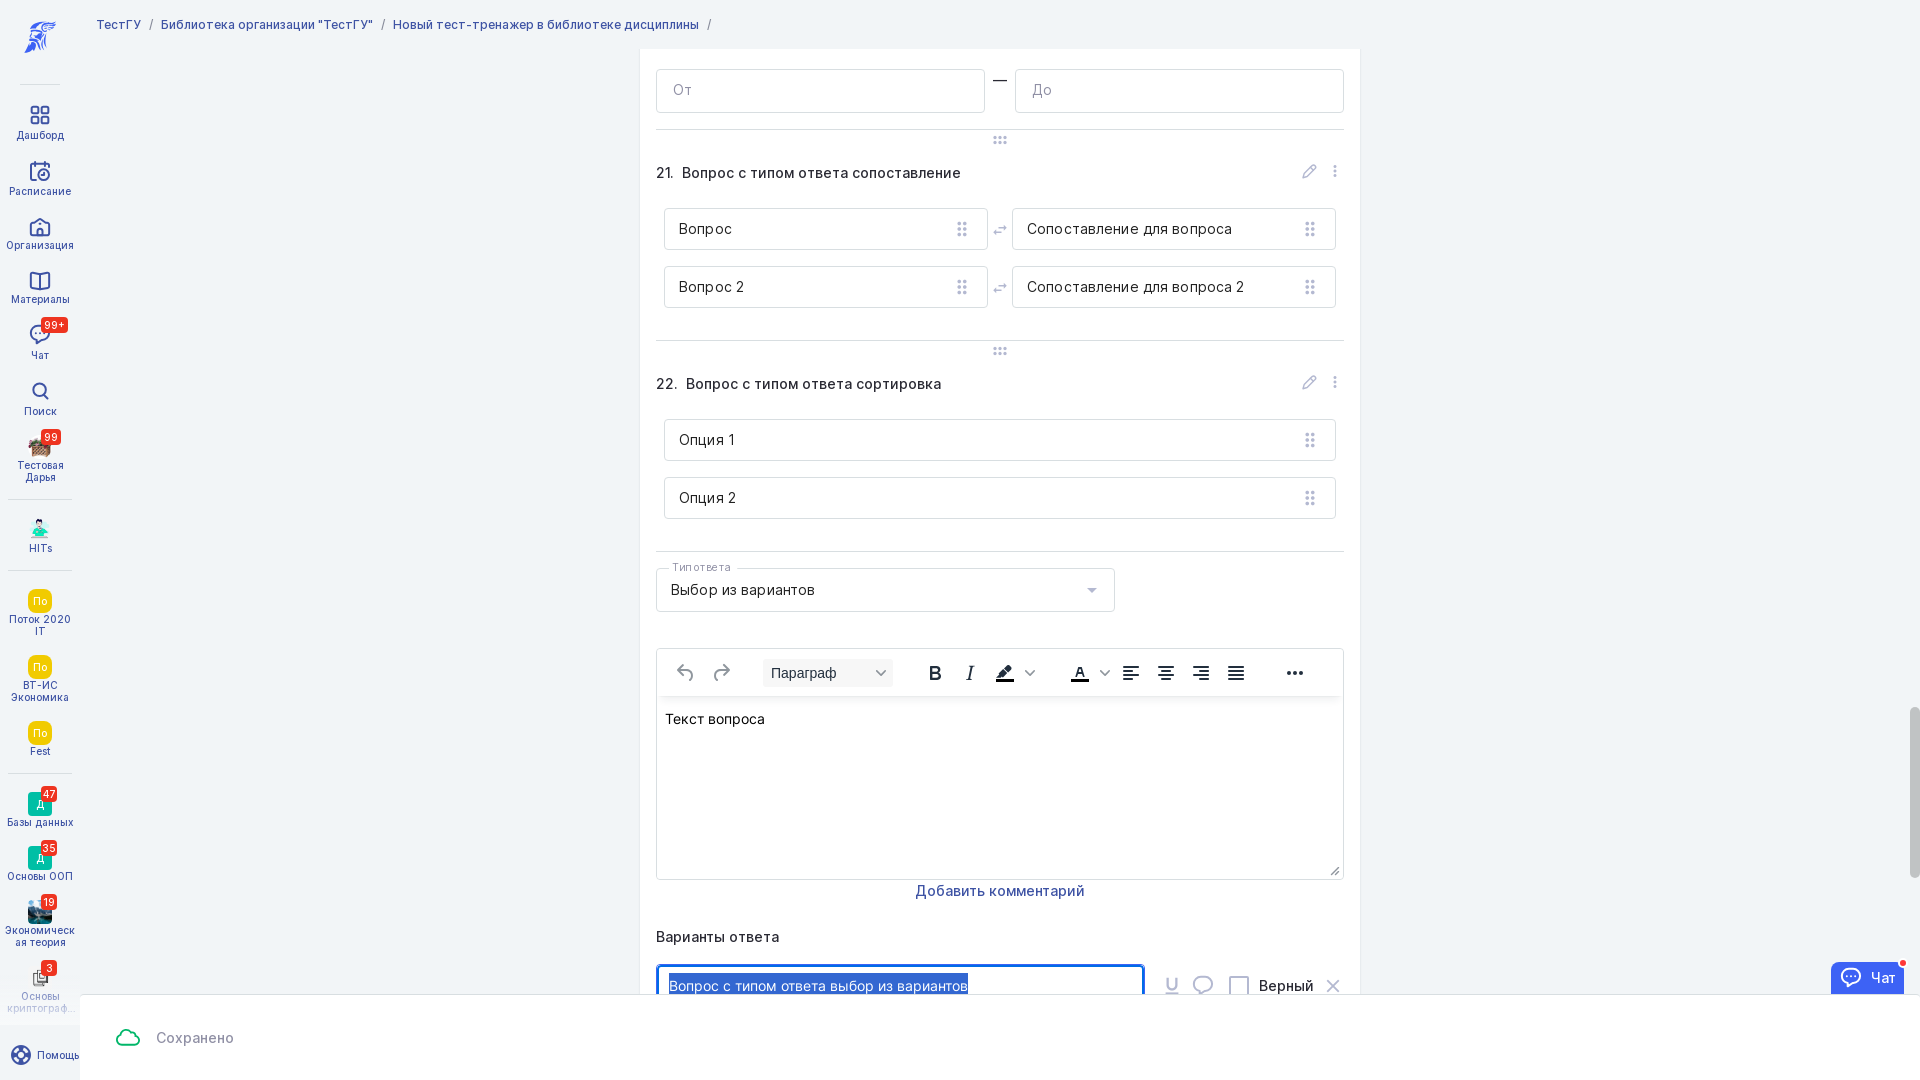 ТестГУ / Библиотека организации "ТестГУ" / Новый тест-тренажер в библиотеке дисциплины /
Дашборд
Расписание
Организация
Материалы
99+
Чат
Поиск
99
Тестовая
Дарья
HITs
По
Поток 2020
IT
По
ВТ-ИС
Экономика
По
Fest
47
Д
Базы данных
35
Д
Основы ООП
19
Экономическ
ая теория
3
Основы
криптограф...
Помощь
От — До
21. Вопрос с типом ответа сопоставление
Вопрос Сопоставление для вопроса
Вопрос 2 Сопоставление для вопроса 2
22. Вопрос с типом ответа сортировка
Опция 1
Опция 2
Тип ответа
Выбор из вариантов
Параграф B I A
Текст вопроса
Добавить комментарий
Варианты ответа
Вопрос с типом ответа выбор из вариантов U Верный
Чат
Сохранено